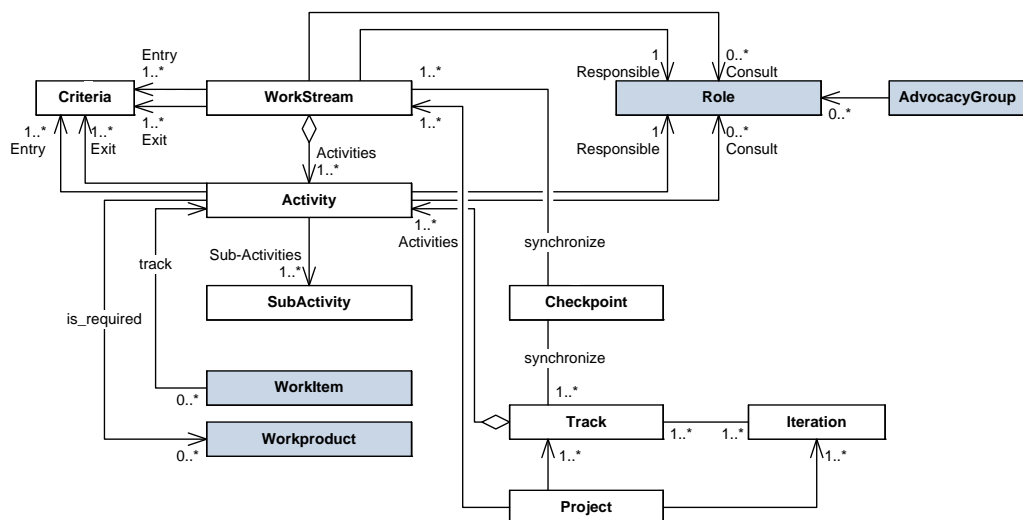 Entry
1..*
1..*
1
Responsible
0..*
Consult
Criteria
WorkStream
Role
AdvocacyGroup
1..*
Entry
1..*
Exit
1..*
Exit
1..*
1
Responsible
0..*
Consult
0..*
Activities
1..*
Activity
1..*
Activities
track
Sub-Activities
1..*
synchronize
SubActivity
Checkpoint
is_required
synchronize
WorkItem
0..*
1..*
Workproduct
0..*
Track
1..*
1..*
Iteration
1..*
1..*
Project